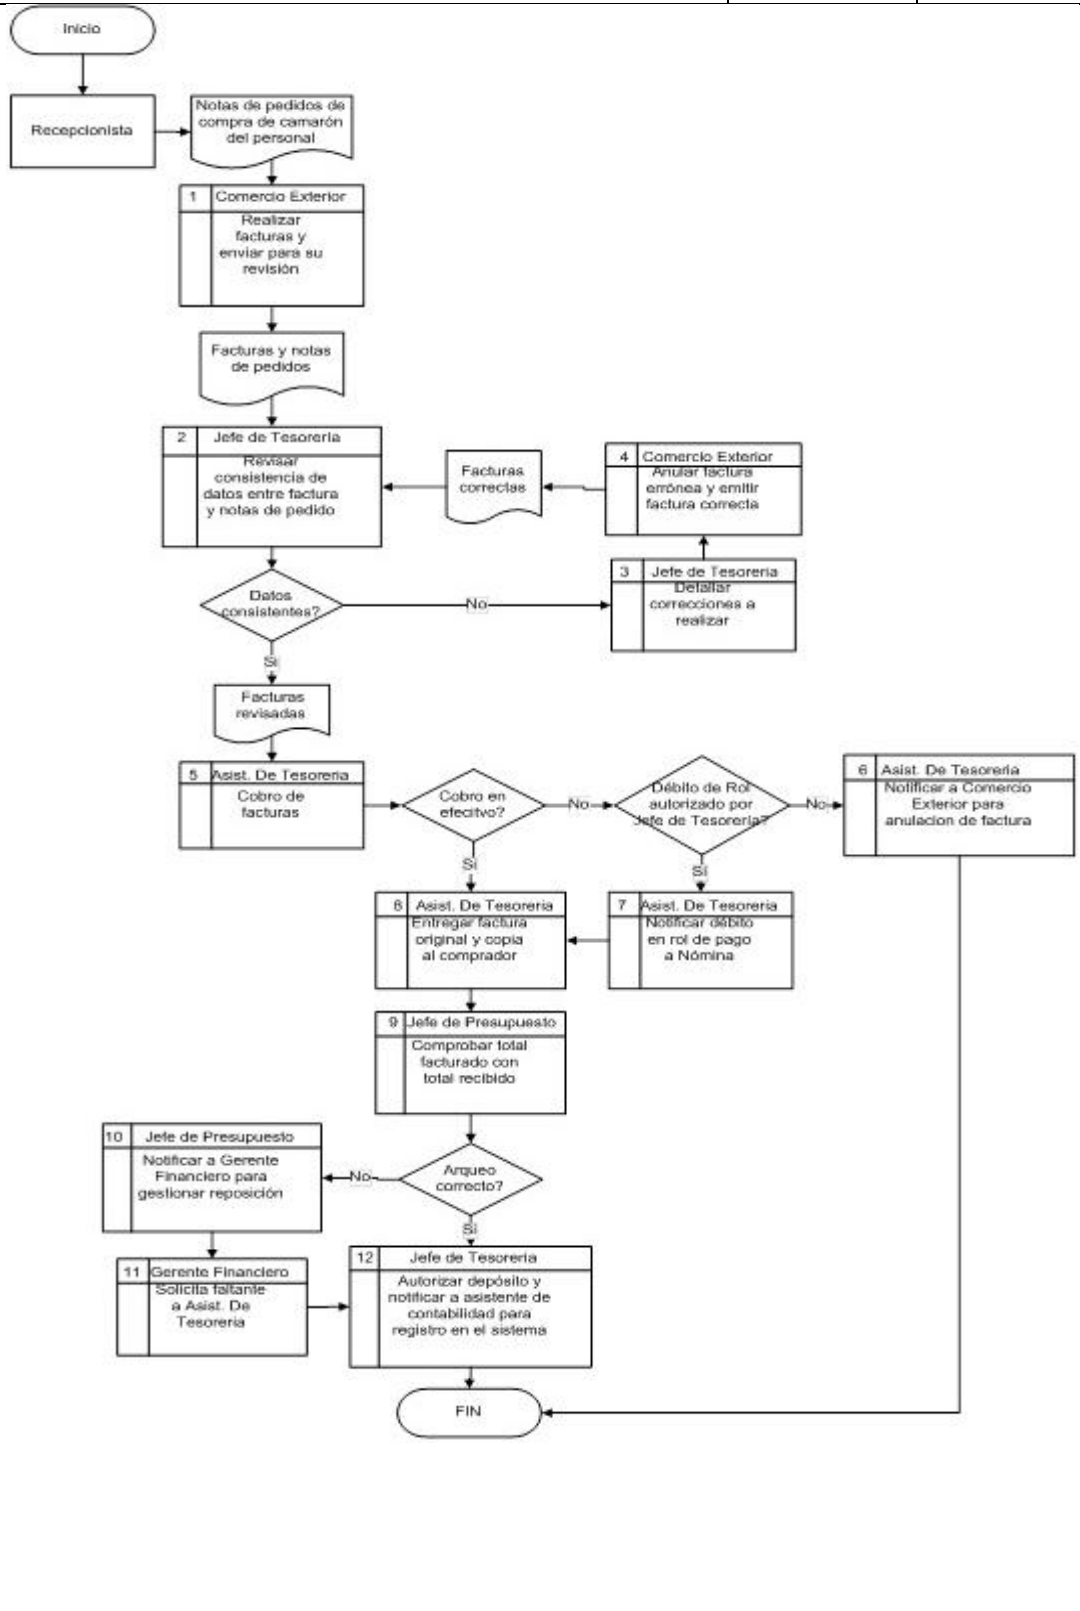 Inicio
Recepcionista
Notas de pedidos de
compra de camarón
del personal
1 Comercio Exterior
Realizar
facturas y
enviar para su
revisión
Facturas y notas
de pedidos
2 Jefe de Tesorería
Revisar
consistencia de
datos entre factura
y notas de pedido
Facturas
correctas
4 Comercio Exterior
Anular factura
errónea y emitir
factura correcta
3 Jefe de Tesorería
Detallar
correcciones a
realizar
Datos
consistentes?
No
Si
Facturas
revisadas
5 Asist. De Tesoreria
Cobro de
facturas
Cobro en
efecitvo?
No
Débito de Rol
autorizado por
Jefe de Tesorería?
No
6 Asist. De Tesoreria
Notificar a Comercio
Exterior para
anulacion de factura
Si
Si
8 Asist. De Tesoreria
Entregar factura
original y copia
al comprador
7 Asist. De Tesoreria
Notificar débito
en rol de pago
a Nómina
9 Jefe de Presupuesto
Comprobar total
facturado con
total recibido
10 Jefe de Presupuesto
Notificar a Gerente
Financiero para
gestionar reposición
No
Arqueo
correcto?
Si
11 Gerente Financiero
Solicita faltante
a Asist. De
Tesoreria
12 Jefe de Tesoreria
Autorizar depósito y
notificar a asistente de
contabilidad para
registro en el sistema
FIN